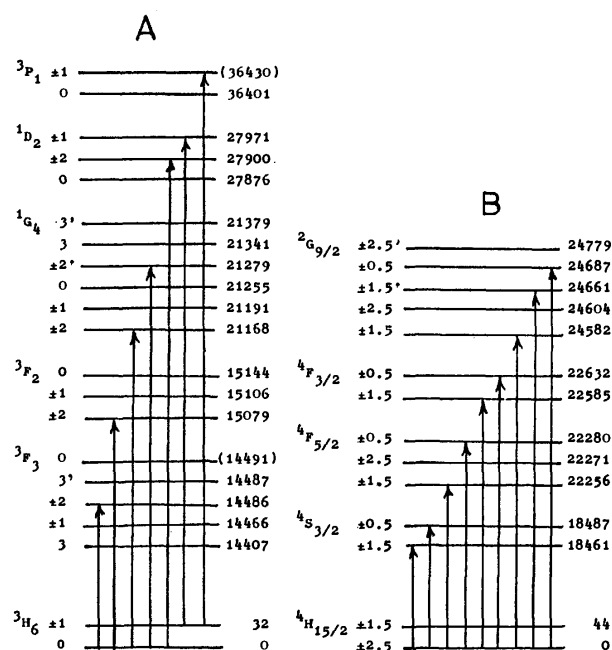 A
³P₁ ±1 (36430)
0 36401
¹D₂ ±1 27971
±2 27900
0 27876
¹G₄ 3' 21379
3 21341
±2' 21279
0 21255
±1 21191
±2 21168
³F₂ 0 15144
±1 15106
±2 15079
³F₃ 0 (14491)
3' 14487
±2 14486
±1 14466
3 14407
³H₆ ±1 32
0 0
B
²G₉/₂ ±2.5' 24779
±0.5 24687
±1.5' 24661
±2.5 24604
±1.5 24582
⁴F₃/₂ ±0.5 22632
±1.5 22585
⁴F₅/₂ ±0.5 22280
±2.5 22271
±1.5 22256
⁴S₃/₂ ±0.5 18487
±1.5 18461
⁴H₁₅/₂ ±1.5 44
±2.5 0